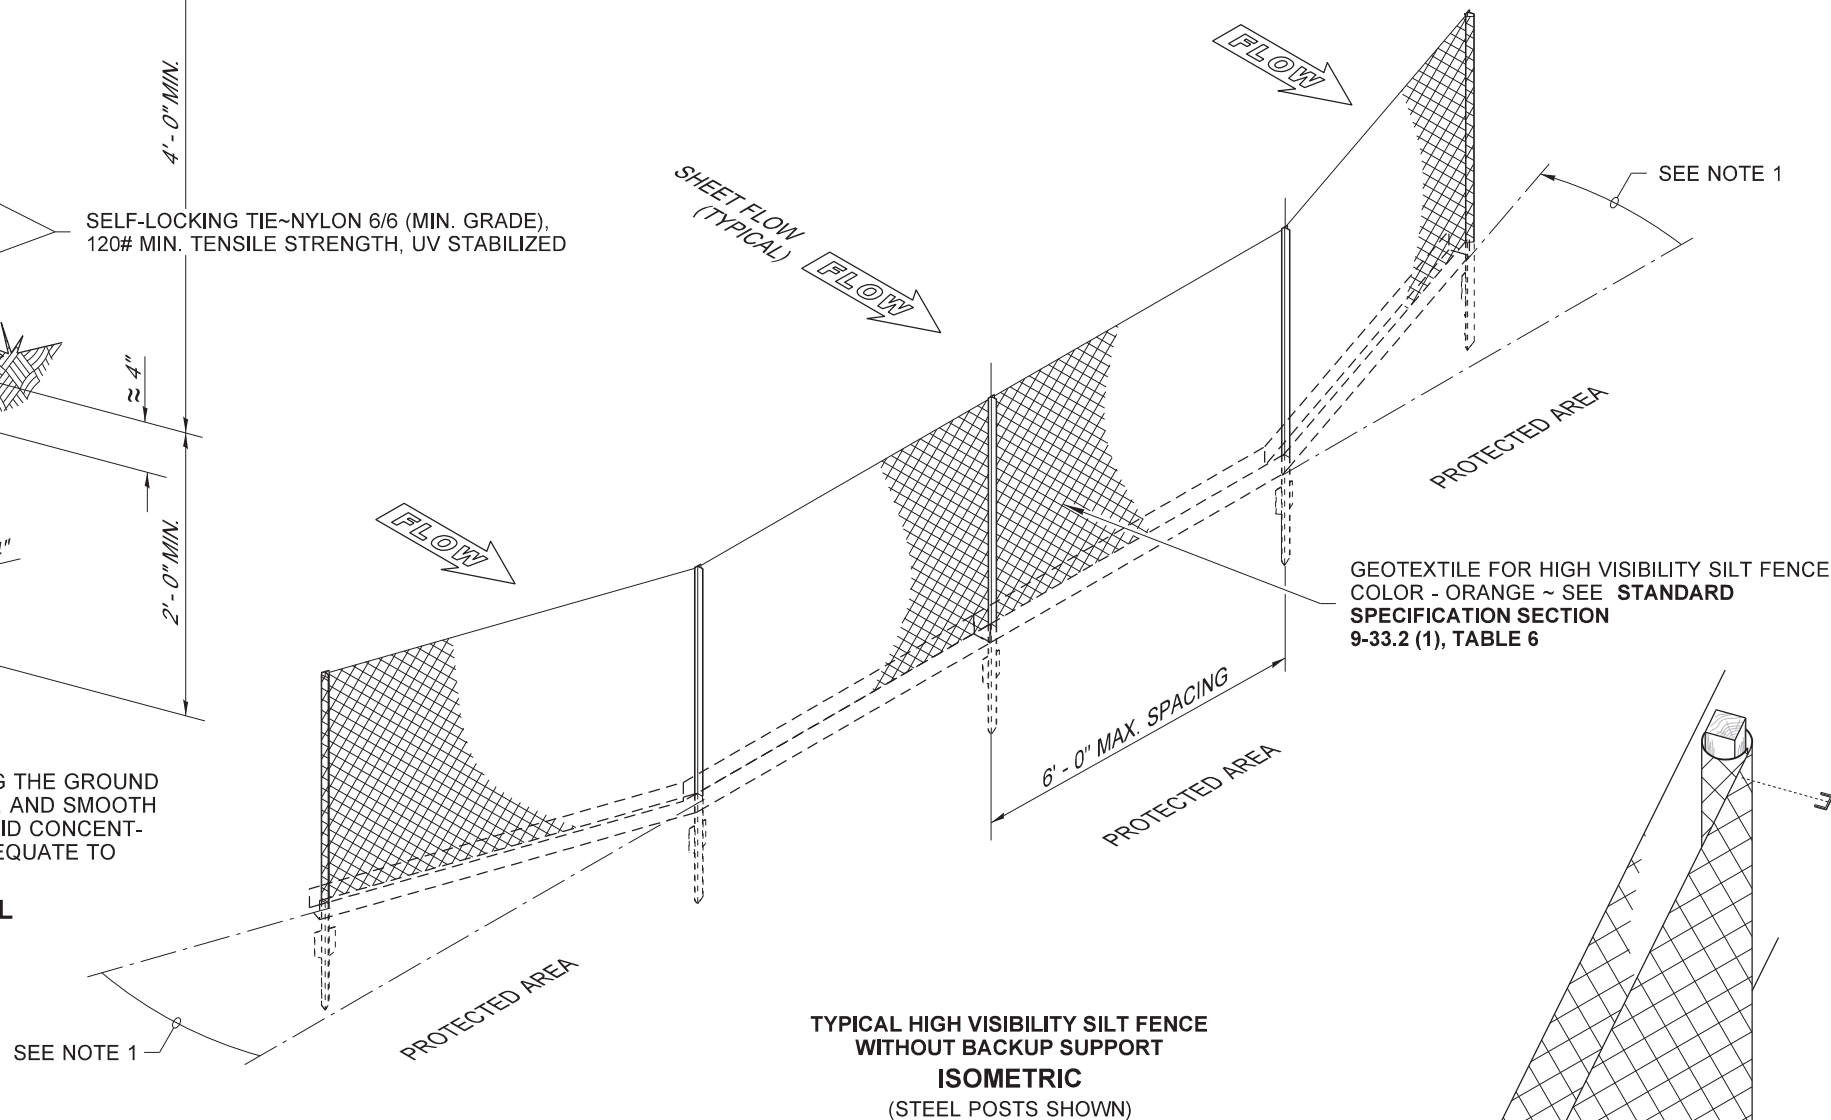 4'- 0" MIN.
SELF-LOCKING TIE~NYLON 6/6 (MIN. GRADE),
120# MIN. TENSILE STRENGTH, UV STABILIZED
≈ 4"
2'- 0" MIN.
G THE GROUND
AND SMOOTH
ID CONCENT-
EQUATE TO
L
FLOW
SHEET FLOW
(TYPICAL)
FLOW
FLOW
SEE NOTE 1
PROTECTED AREA
GEOTEXTILE FOR HIGH VISIBILITY SILT FENCE
COLOR - ORANGE ~ SEE STANDARD
SPECIFICATION SECTION
9-33.2 (1), TABLE 6
6' - 0" MAX. SPACING
PROTECTED AREA
PROTECTED AREA
SEE NOTE 1
TYPICAL HIGH VISIBILITY SILT FENCE
WITHOUT BACKUP SUPPORT
ISOMETRIC
(STEEL POSTS SHOWN)